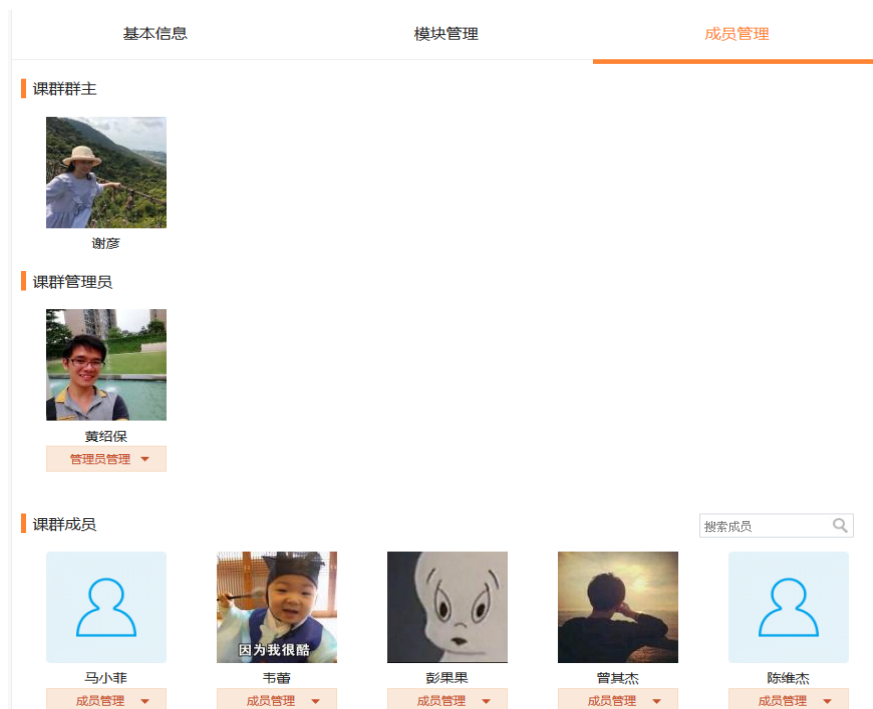 基本信息 模块管理 成员管理
课群群主
谢彦
课群管理员
黄绍保
管理员管理
课群成员 搜索成员
因为我很酷
马小菲 韦蕾 彭果果 曾其杰 陈维杰
成员管理 成员管理 成员管理 成员管理 成员管理